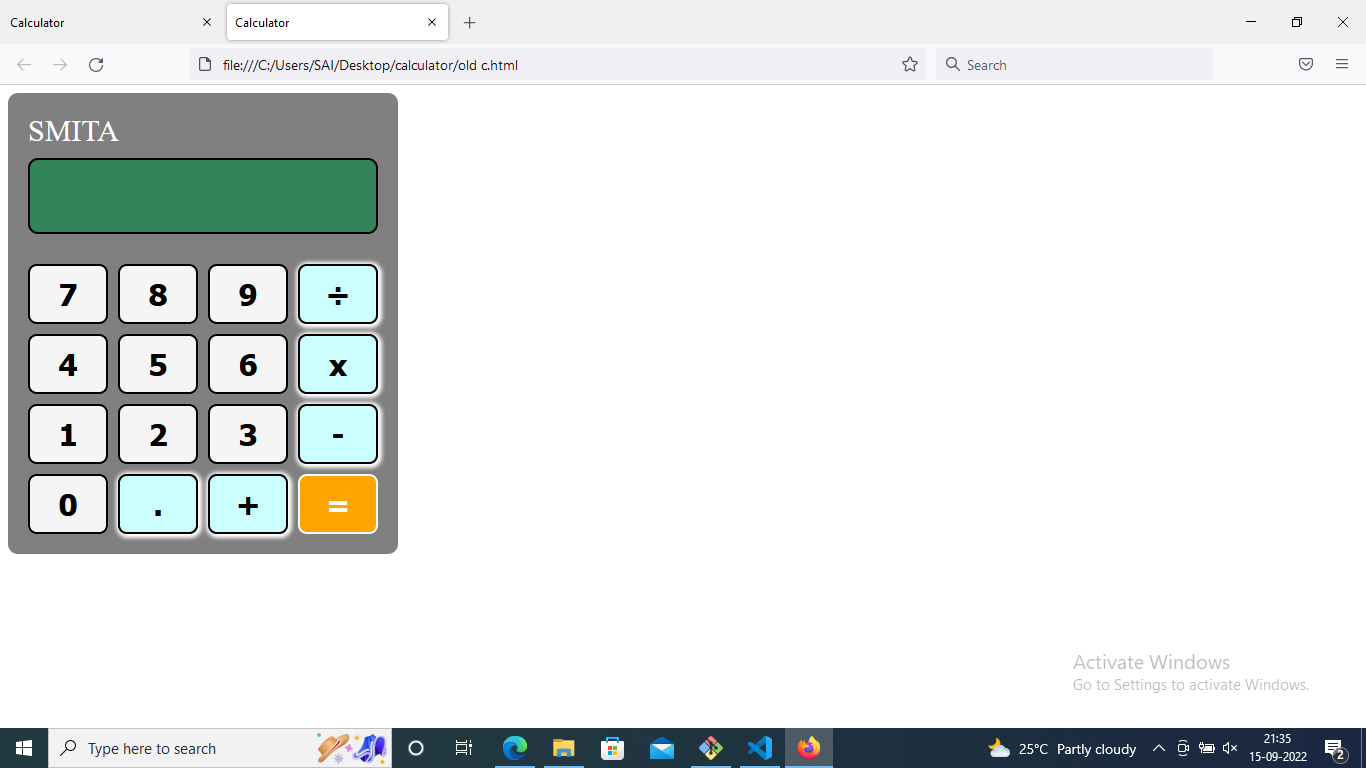 Calculator
Calculator
file:///C:/Users/SAI/Desktop/calculator/old c.html
Search
SMITA
7 8 9 ÷
4 5 6 x
1 2 3 -
0 . + =
Activate Windows
Go to Settings to activate Windows.
Type here to search
25°C Partly cloudy
21:35
15-09-2022
2